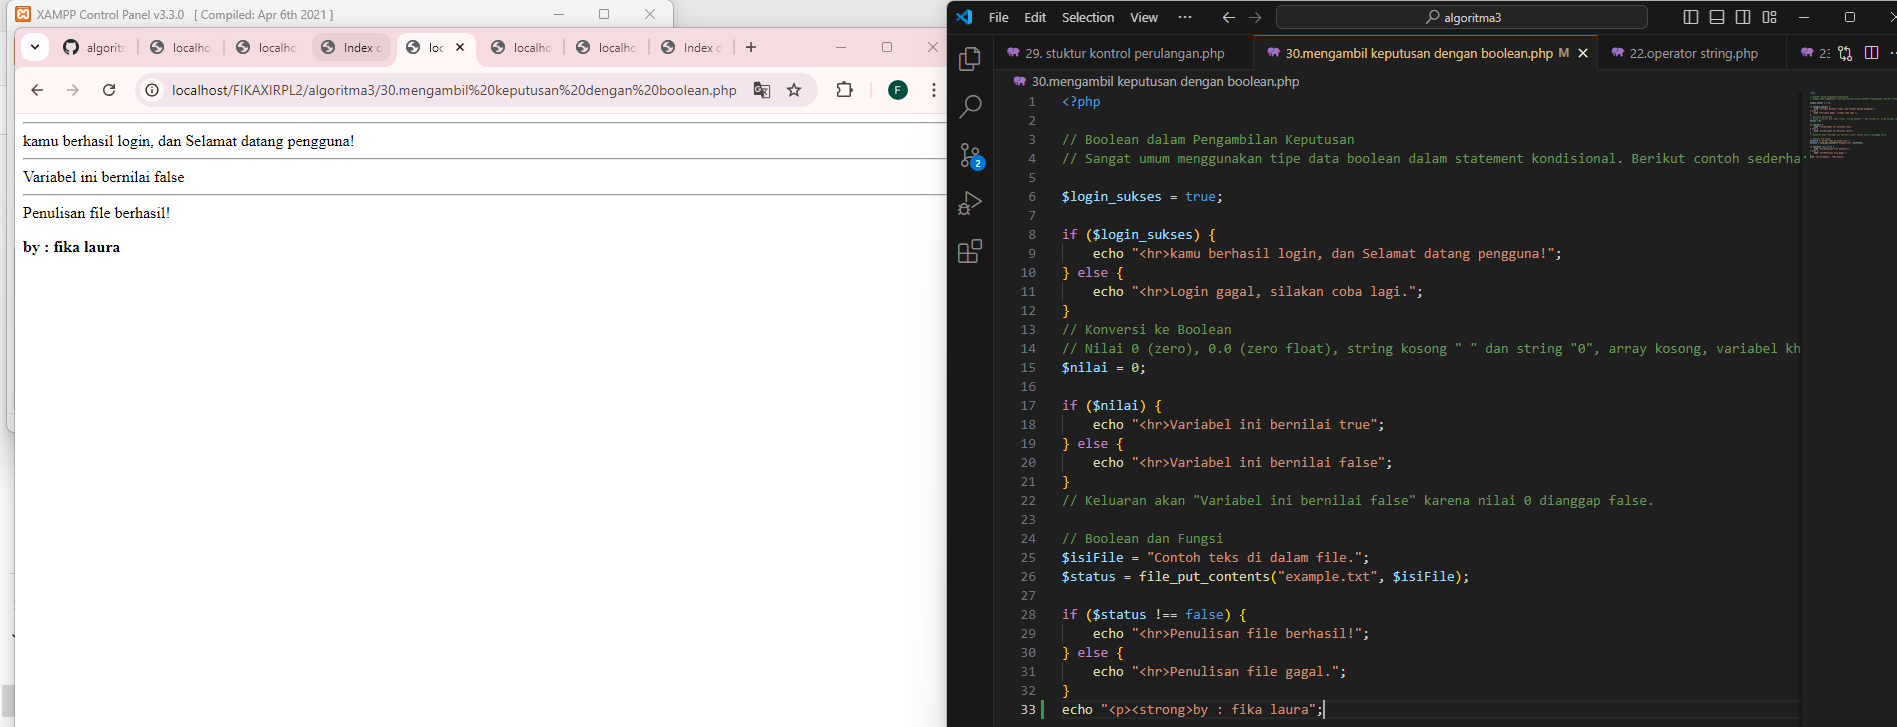 XAMPP Control Panel v3.3.0 [ Compiled: Apr 6th 2021 ]
algorit
localho
localho
Index o
loc
localho
localho
Index o
localhost/FIKAXIRPL2/algoritma3/30.mengambil%20keputusan%20dengan%20boolean.php
F
kamu berhasil login, dan Selamat datang pengguna!
Variabel ini bernilai false
Penulisan file berhasil!
by : fika laura
File Edit Selection View ···
algoritma3
29. stuktur kontrol perulangan.php
30.mengambil keputusan dengan boolean.php M
22.operator string.php
30.mengambil keputusan dengan boolean.php
2
1 <?php
2
3 // Boolean dalam Pengambilan Keputusan
4 // Sangat umum menggunakan tipe data boolean dalam statement kondisional. Berikut contoh sederha
5
6 $login_sukses = true;
7
8 if ($login_sukses) {
9 echo "<hr>kamu berhasil login, dan Selamat datang pengguna!";
10 } else {
11 echo "<hr>Login gagal, silakan coba lagi.";
12 }
13 // Konversi ke Boolean
14 // Nilai 0 (zero), 0.0 (zero float), string kosong " " dan string "0", array kosong, variabel kh
15 $nilai = 0;
16
17 if ($nilai) {
18 echo "<hr>Variabel ini bernilai true";
19 } else {
20 echo "<hr>Variabel ini bernilai false";
21 }
22 // Keluaran akan "Variabel ini bernilai false" karena nilai 0 dianggap false.
23
24 // Boolean dan Fungsi
25 $isiFile = "Contoh teks di dalam file.";
26 $status = file_put_contents("example.txt", $isiFile);
27
28 if ($status !== false) {
29 echo "<hr>Penulisan file berhasil!";
30 } else {
31 echo "<hr>Penulisan file gagal.";
32 }
33 echo "<p><strong>by : fika laura";